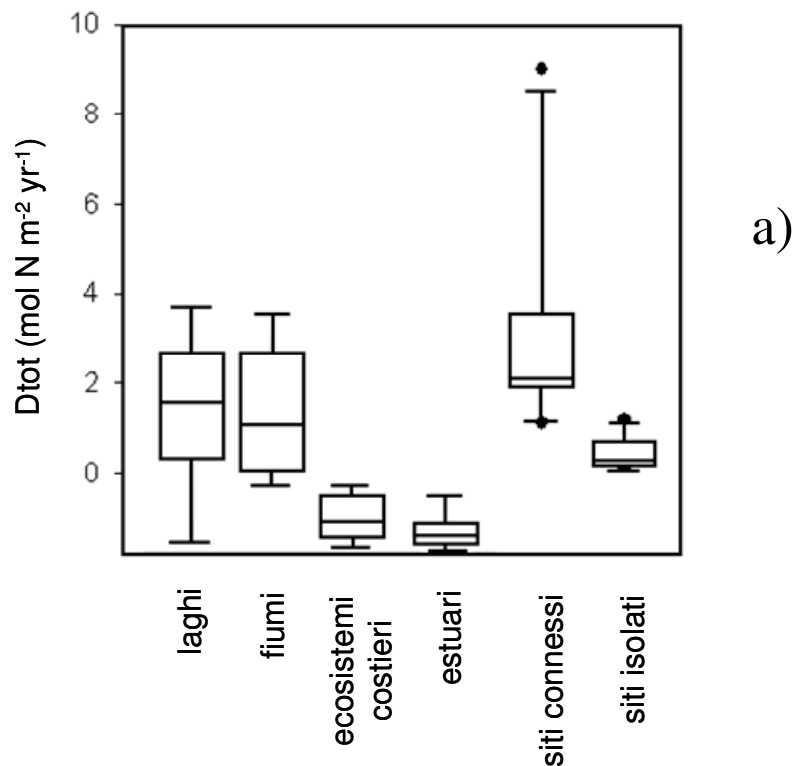 10
8
6
4
2
0
Dtot (mol N m⁻² yr⁻¹)
a)
laghi
fiumi
ecosistemi
costieri
estuari
siti connessi
siti isolati